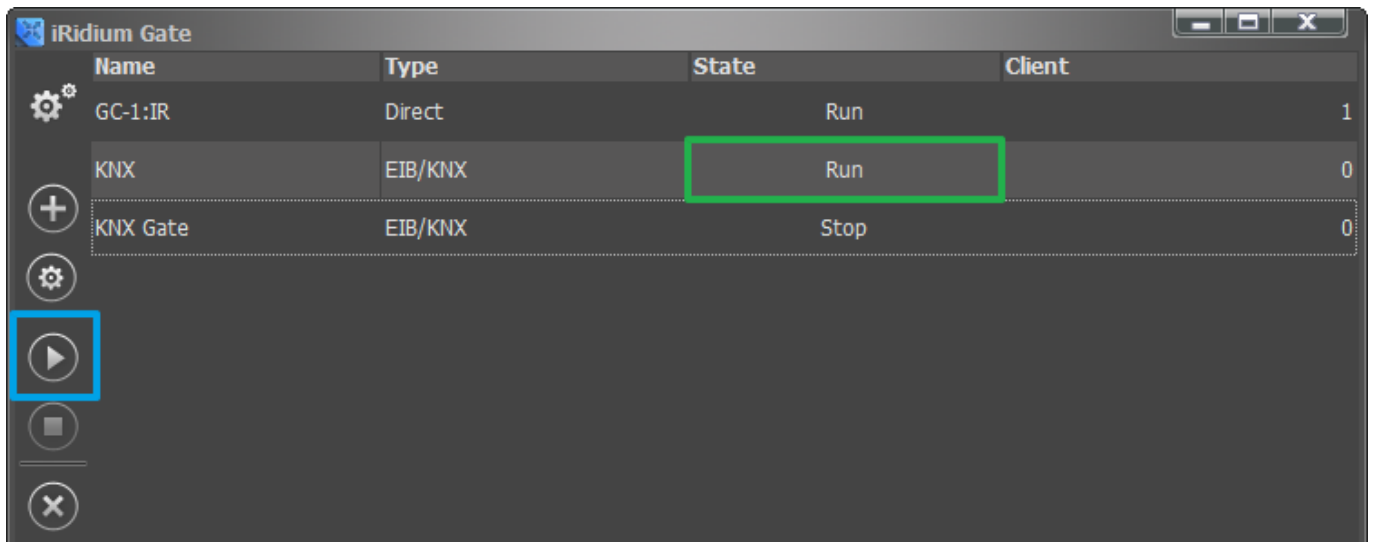 iRidium Gate
Name Type State Client
GC-1:IR Direct Run 1
KNX EIB/KNX Run 0
KNX Gate EIB/KNX Stop 0